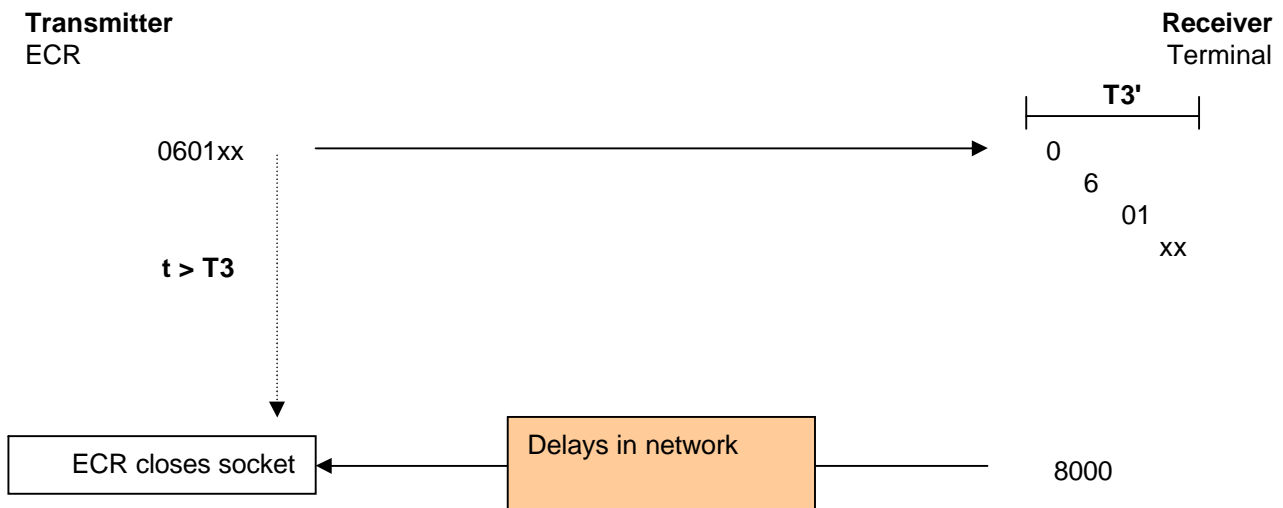 Transmitter
ECR
Receiver
Terminal
T3'
0601xx
0
6
01
xx
t > T3
ECR closes socket
Delays in network
8000